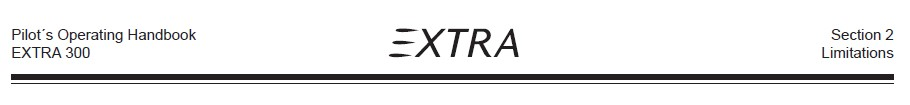 Pilot´s Operating Handbook
EXTRA 300
EXTRA
Section 2
Limitations